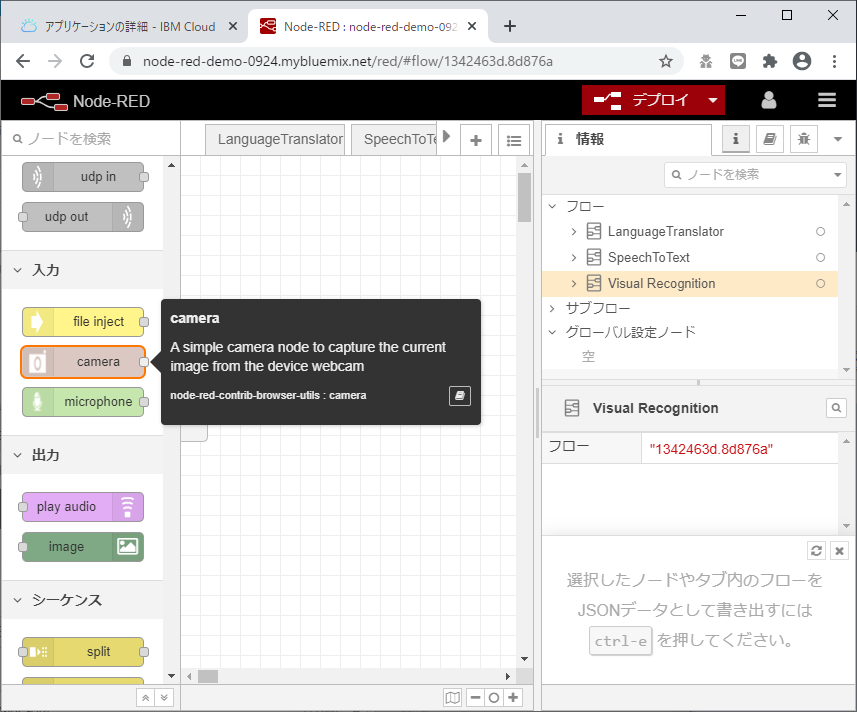 アプリケーションの詳細 - IBM Cloud
Node-RED : node-red-demo-092
node-red-demo-0924.mybluemix.net/red/#flow/1342463d.8d876a
Node-RED
デプロイ
ノードを検索
LanguageTranslator
SpeechToTe
情報
ノードを検索
udp in
udp out
入力
file inject
camera
microphone
出力
play audio
image
シーケンス
split
camera
A simple camera node to capture the current
image from the device webcam
node-red-contrib-browser-utils : camera
フロー
LanguageTranslator
SpeechToText
Visual Recognition
サブフロー
グローバル設定ノード
空
Visual Recognition
フロー
"1342463d.8d876a"
選択したノードやタブ内のフローを
JSONデータとして書き出すには
ctrl-e を押してください。